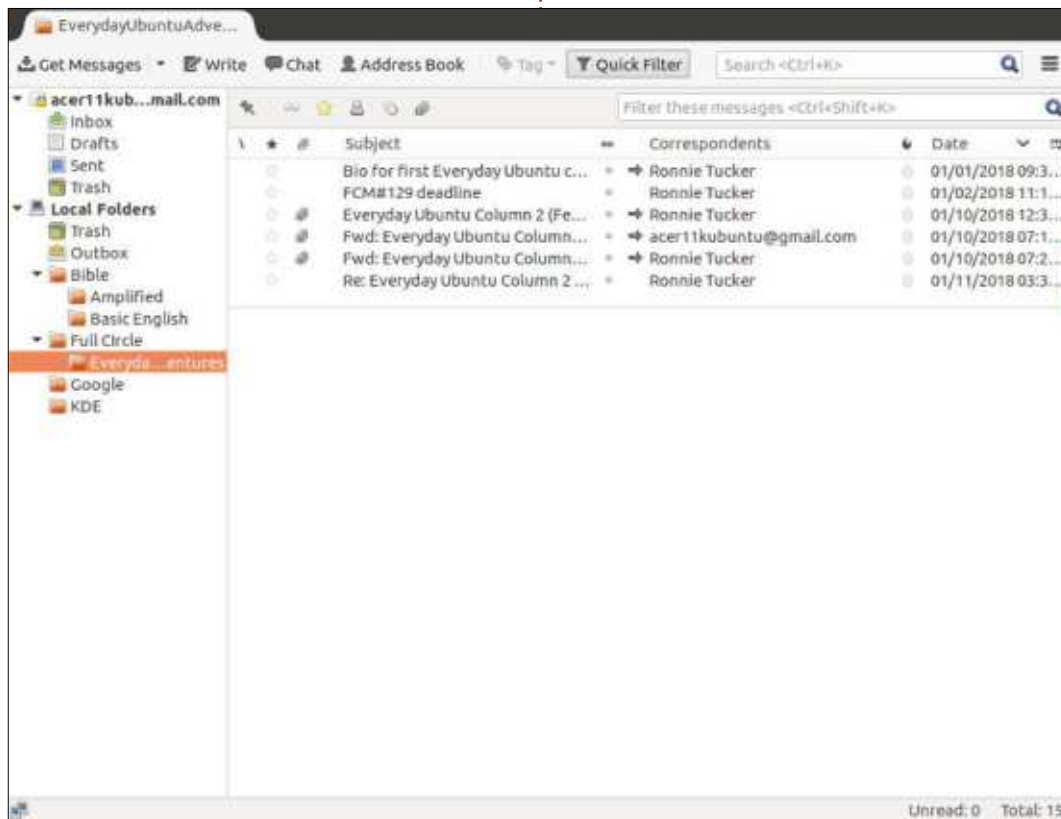 EverydayUbuntuAdve...
Get Messages Write Chat Address Book Tag Quick Filter Search <Ctrl+K>
acer11kub...mail.com
Inbox
Drafts
Sent
Trash
Local Folders
Trash
Outbox
Bible
Amplified
Basic English
Full CIrcle
Everyda...entures
Google
KDE
Filter these messages <Ctrl+Shift+K>
Subject Correspondents Date
Bio for first Everyday Ubuntu c... Ronnie Tucker 01/01/2018 09:3...
FCM#129 deadline Ronnie Tucker 01/02/2018 11:1...
Everyday Ubuntu Column 2 (Fe... Ronnie Tucker 01/10/2018 12:3...
Fwd: Everyday Ubuntu Column... acer11kubuntu@gmail.com 01/10/2018 07:1...
Fwd: Everyday Ubuntu Column... Ronnie Tucker 01/10/2018 07:2...
Re: Everyday Ubuntu Column 2 ... Ronnie Tucker 01/11/2018 03:3...
Unread: 0 Total: 15